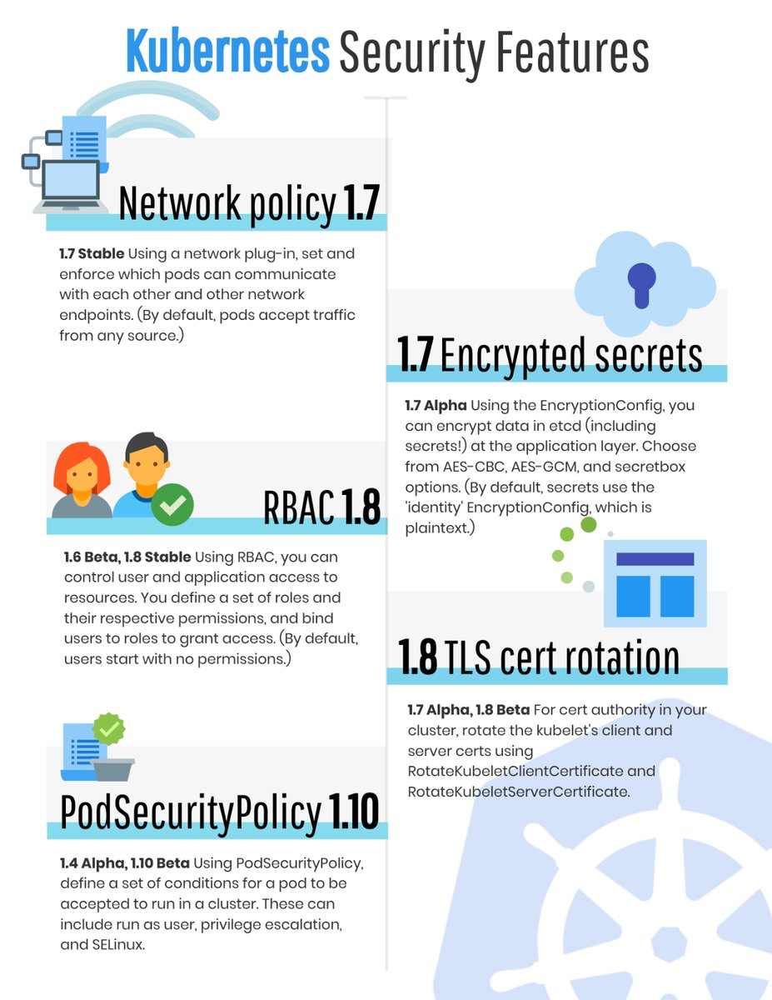 Kubernetes Security Features
Network policy 1.7
1.7 Stable Using a network plug-in, set and
enforce which pods can communicate
with each other and other network
endpoints. (By default, pods accept traffic
from any source.)
1.7 Encrypted secrets
1.7 Alpha Using the EncryptionConfig, you
can encrypt data in etcd (including
secrets!) at the application layer. Choose
from AES-CBC, AES-GCM, and secretbox
options. (By default, secrets use the
'identity' EncryptionConfig, which is
plaintext.)
RBAC 1.8
1.6 Beta, 1.8 Stable Using RBAC, you can
control user and application access to
resources. You define a set of roles and
their respective permissions, and bind
users to roles to grant access. (By default,
users start with no permissions.)
1.8 TLS cert rotation
1.7 Alpha, 1.8 Beta For cert authority in your
cluster, rotate the kubelet's client and
server certs using
RotateKubeletClientCertificate and
RotateKubeletServerCertificate.
PodSecurityPolicy 1.10
1.4 Alpha, 1.10 Beta Using PodSecurityPolicy,
define a set of conditions for a pod to be
accepted to run in a cluster. These can
include run as user, privilege escalation,
and SELinux.